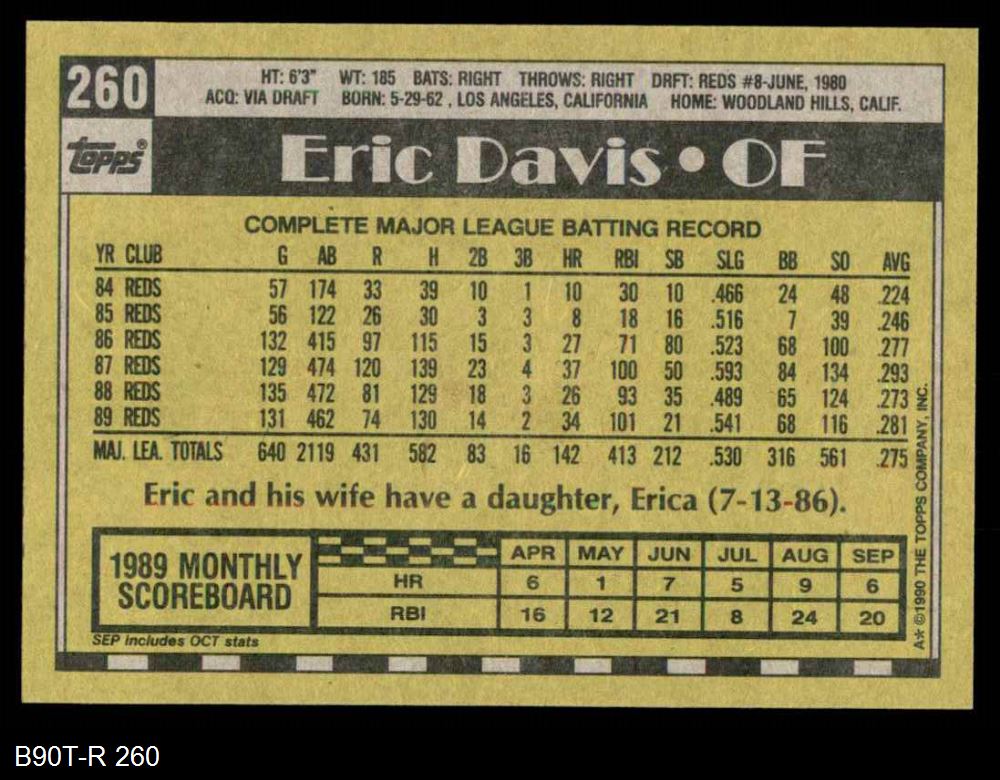 260
HT: 6'3" WT: 185 BATS: RIGHT THROWS: RIGHT DRFT: REDS #8-JUNE, 1980
ACQ: VIA DRAFT BORN: 5-29-62 , LOS ANGELES, CALIFORNIA HOME: WOODLAND HILLS, CALIF.
Topps®
Eric Davis • OF
COMPLETE MAJOR LEAGUE BATTING RECORD
YR CLUB G AB R H 2B 3B HR RBI SB SLG BB SO AVG
84 REDS 57 174 33 39 10 1 10 30 10 .466 24 48 .224
85 REDS 56 122 26 30 3 3 8 18 16 .516 7 39 .246
86 REDS 132 415 97 115 15 3 27 71 80 .523 68 100 .277
87 REDS 129 474 120 139 23 4 37 100 50 .593 84 134 .293
88 REDS 135 472 81 129 18 3 26 93 35 .489 65 124 .273
89 REDS 131 462 74 130 14 2 34 101 21 .541 68 116 .281
MAJ. LEA. TOTALS 640 2119 431 582 83 16 142 413 212 .530 316 561 .275
Eric and his wife have a daughter, Erica (7-13-86).
1989 MONTHLY
SCOREBOARD
APR MAY JUN JUL AUG SEP
HR 6 1 7 5 9 6
RBI 16 12 21 8 24 20
SEP includes OCT stats
A* ©1990 THE TOPPS COMPANY, INC.
B90T-R 260